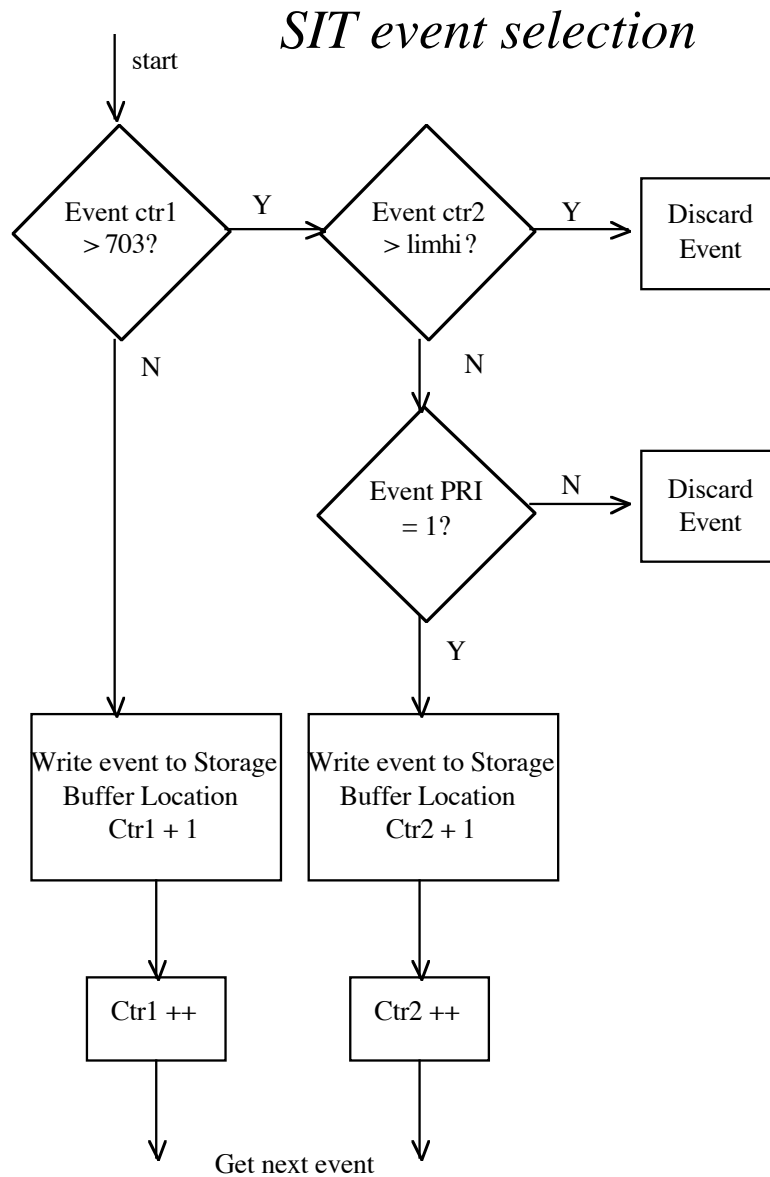 SIT event selection
start
Event ctr1
> 703?
Y
Event ctr2
> limhi?
Y
Discard
Event
N
N
Event PRI
= 1?
N
Discard
Event
Y
Write event to Storage
Buffer Location
Ctr1 + 1
Write event to Storage
Buffer Location
Ctr2 + 1
Ctr1 ++
Ctr2 ++
Get next event